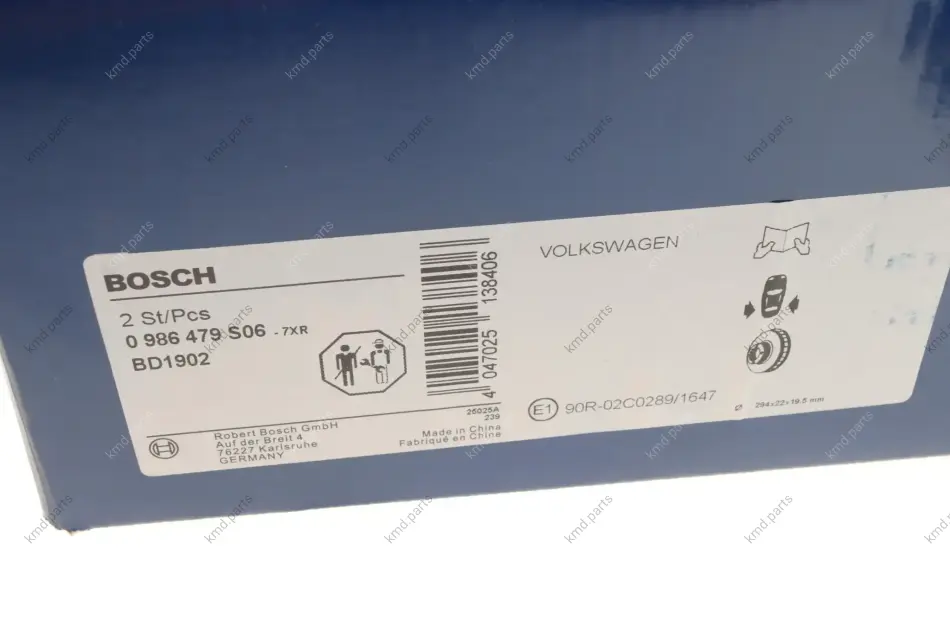 BOSCH
2 St/Pcs
0 986 479 S06 - 7XR
BD1902
Robert Bosch GmbH
Auf der Breit 4
76227 Karlsruhe
GERMANY
26025A
239
Made in China
Fabriqué en Chine
4 047025 138406
VOLKSWAGEN
E1 90R-02C0289/1647
ø 294x22x19.5 mm
kmd.parts